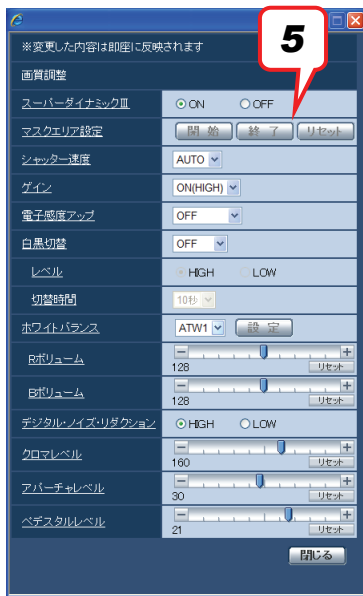 5
※変更した内容は即座に反映されます
画質調整
スーパーダイナミックⅢ ON OFF
マスクエリア設定 開始 終了 リセット
シャッター速度 AUTO
ゲイン ON(HIGH)
電子感度アップ OFF
白黒切替 OFF
レベル HIGH LOW
切替時間 10秒
ホワイトバランス ATW1 設定
Rボリューム － ＋
128 リセット
Bボリューム － ＋
128 リセット
デジタル・ノイズ・リダクション HIGH LOW
クロマレベル － ＋
160 リセット
アパーチャレベル － ＋
30 リセット
ペデスタルレベル － ＋
21 リセット
閉じる